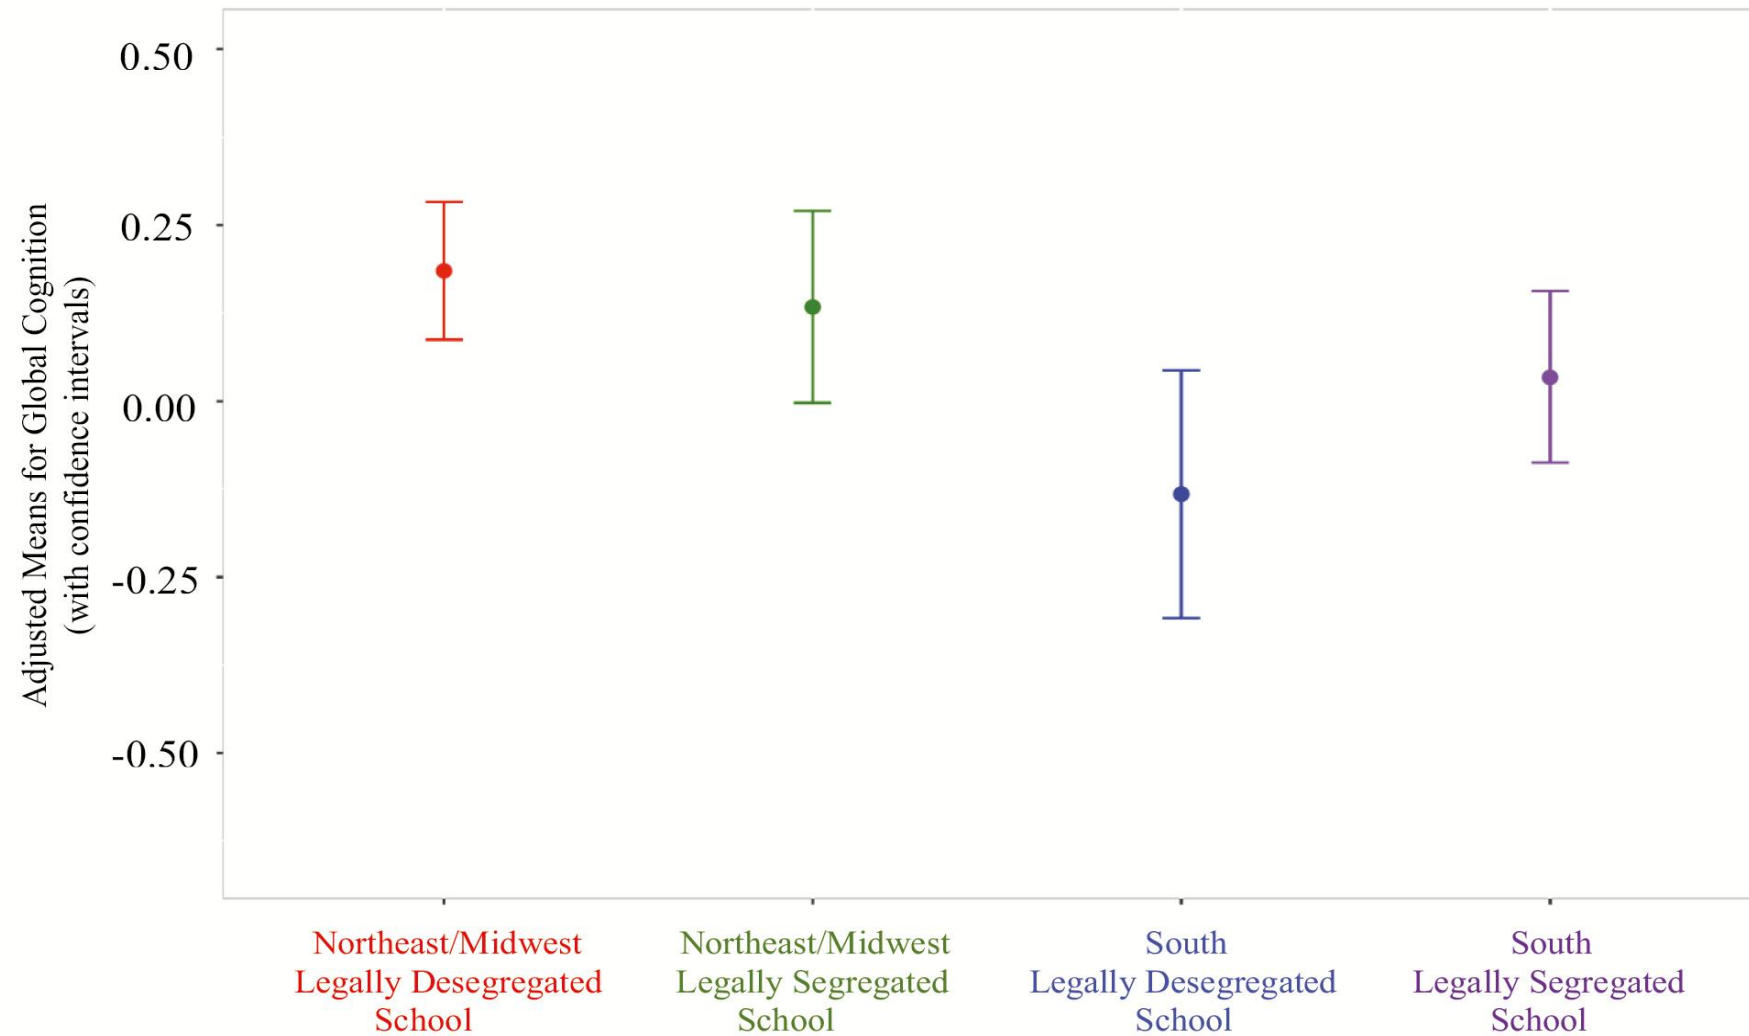 Adjusted Means for Global Cognition
(with confidence intervals)
0.50
0.25
0.00
-0.25
-0.50
Northeast/Midwest
Legally Desegregated
School
Northeast/Midwest
Legally Segregated
School
South
Legally Desegregated
School
South
Legally Segregated
School